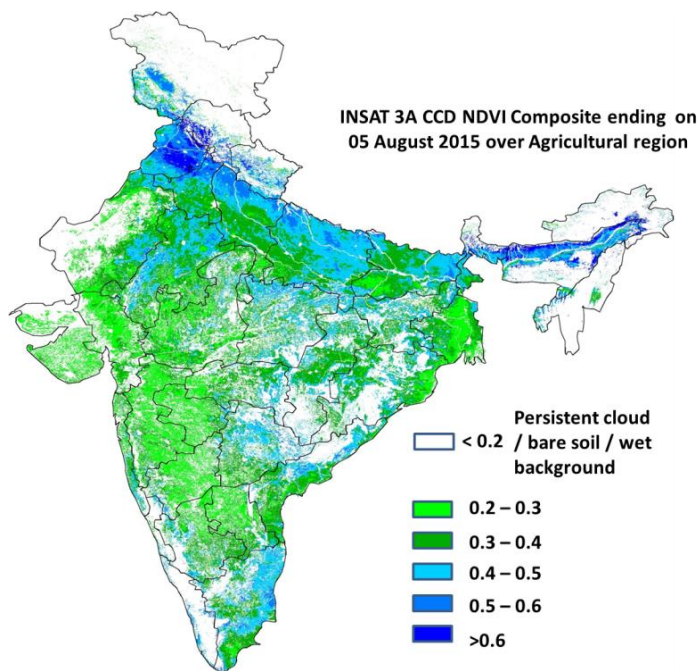 INSAT 3A CCD NDVI Composite ending on
05 August 2015 over Agricultural region
< 0.2
Persistent cloud
/ bare soil / wet
background
0.2 – 0.3
0.3 – 0.4
0.4 – 0.5
0.5 – 0.6
>0.6